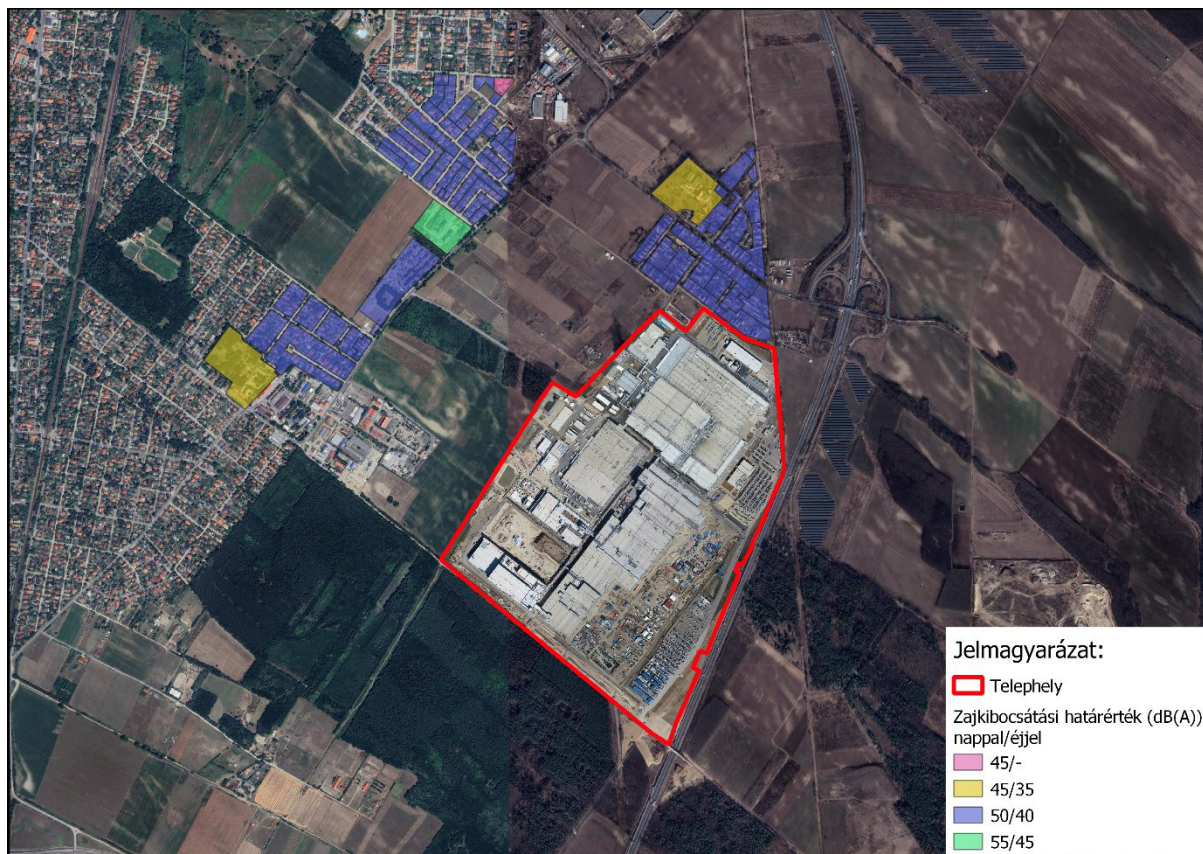 Jelmagyarázat:
Telephely
Zajkibocsátási határérték (dB(A))
nappal/éjjel
45/-
45/35
50/40
55/45